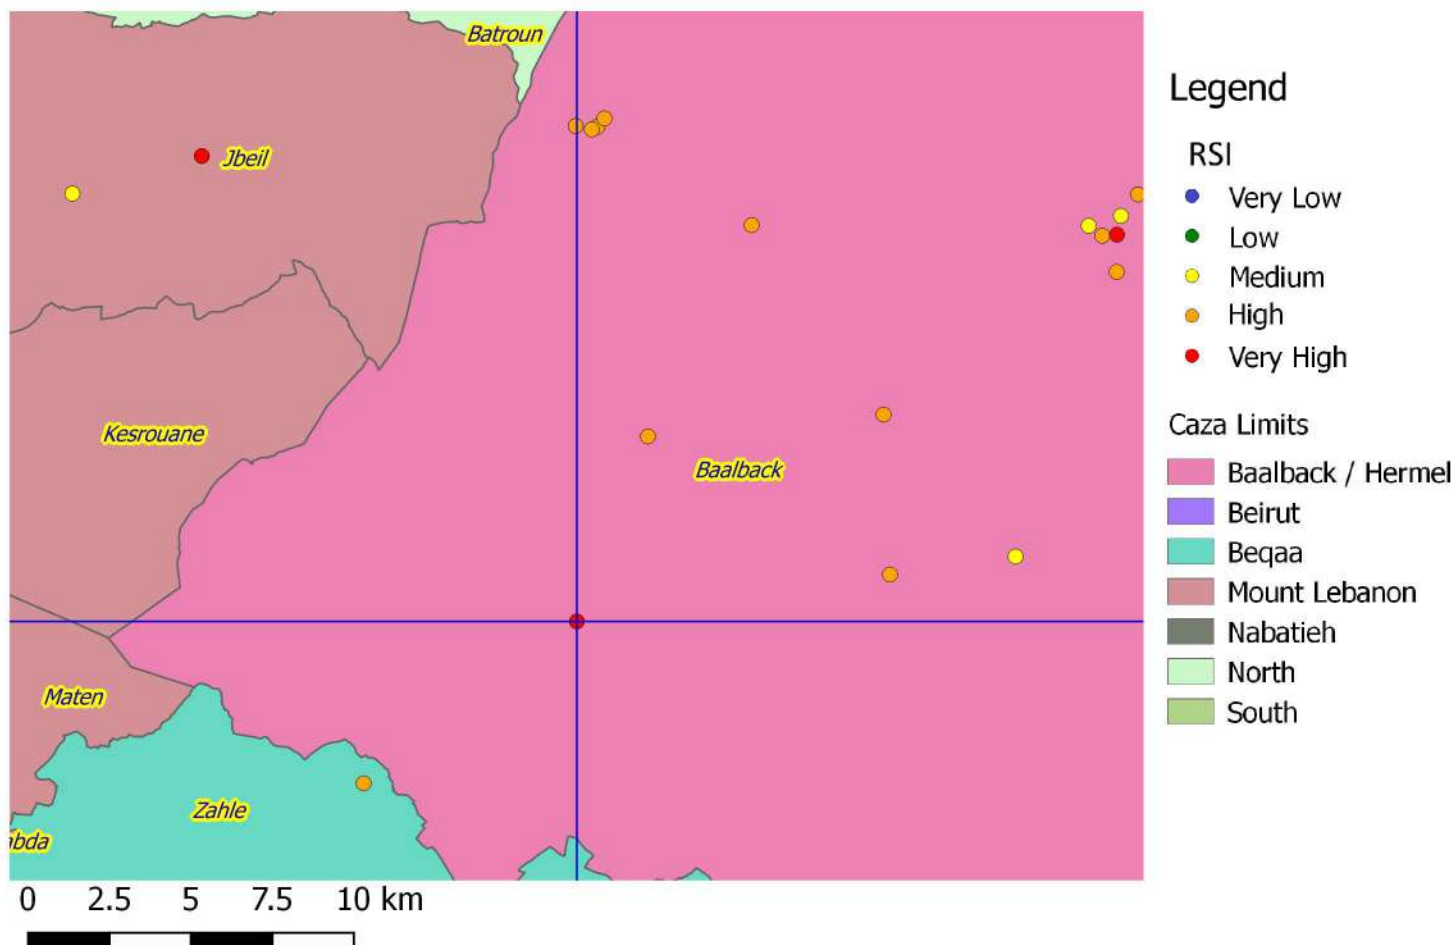 Batroun
Jbeil
Kesrouane
Baalback
Maten
Zahle
abda
0 2.5 5 7.5 10 km
Legend
RSI
Very Low
Low
Medium
High
Very High
Caza Limits
Baalback / Hermel
Beirut
Beqaa
Mount Lebanon
Nabatieh
North
South